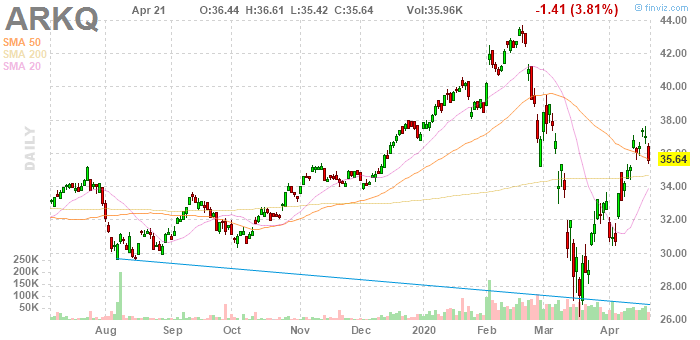 ARKQ
Apr 21 O:36.44 H:36.61 L:35.42 C:35.64 Vol:35.96K -1.41 (3.81%)
© finviz.com
SMA 50
SMA 200
SMA 20
DAILY
44.00
42.00
40.00
38.00
36.00
35.64
34.00
32.00
30.00
28.00
26.00
250K
200K
150K
100K
50K
Aug Sep Oct Nov Dec 2020 Feb Mar Apr